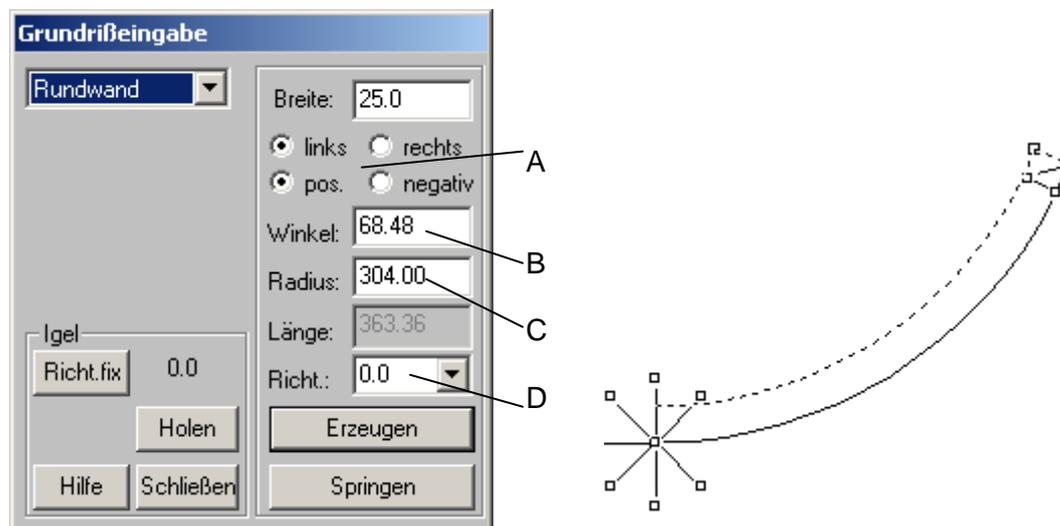 Grundrißeingabe
Rundwand
Breite: 25.0
links rechts
pos. negativ
A
Winkel: 68.48
B
Radius: 304.00
C
Länge: 363.36
Igel
Richt.fix 0.0
Richt.: 0.0
D
Holen
Erzeugen
Hilfe Schließen
Springen